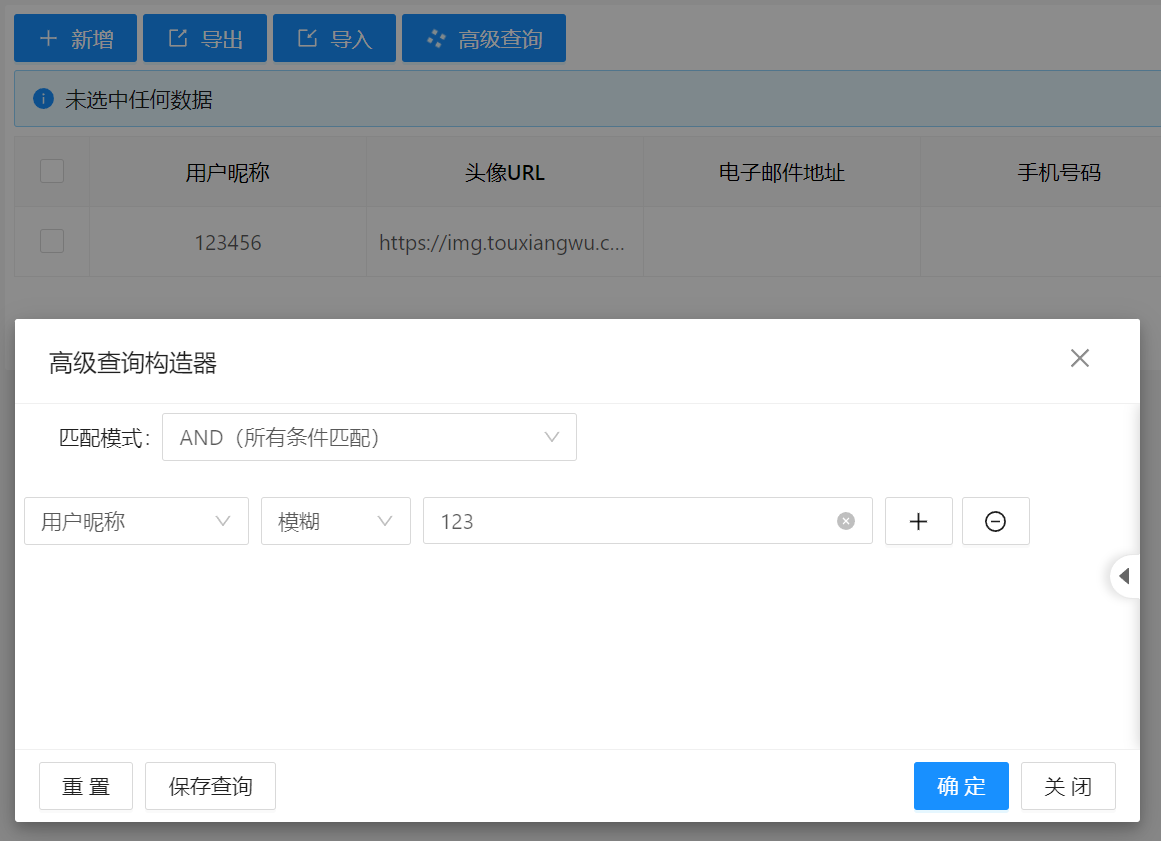 新增 导出 导入 高级查询
未选中任何数据
用户昵称 头像URL 电子邮件地址 手机号码
123456 https://img.touxiangwu.c...
高级查询构造器
匹配模式: AND（所有条件匹配）
用户昵称 模糊 123
重 置 保存查询 确 定 关 闭